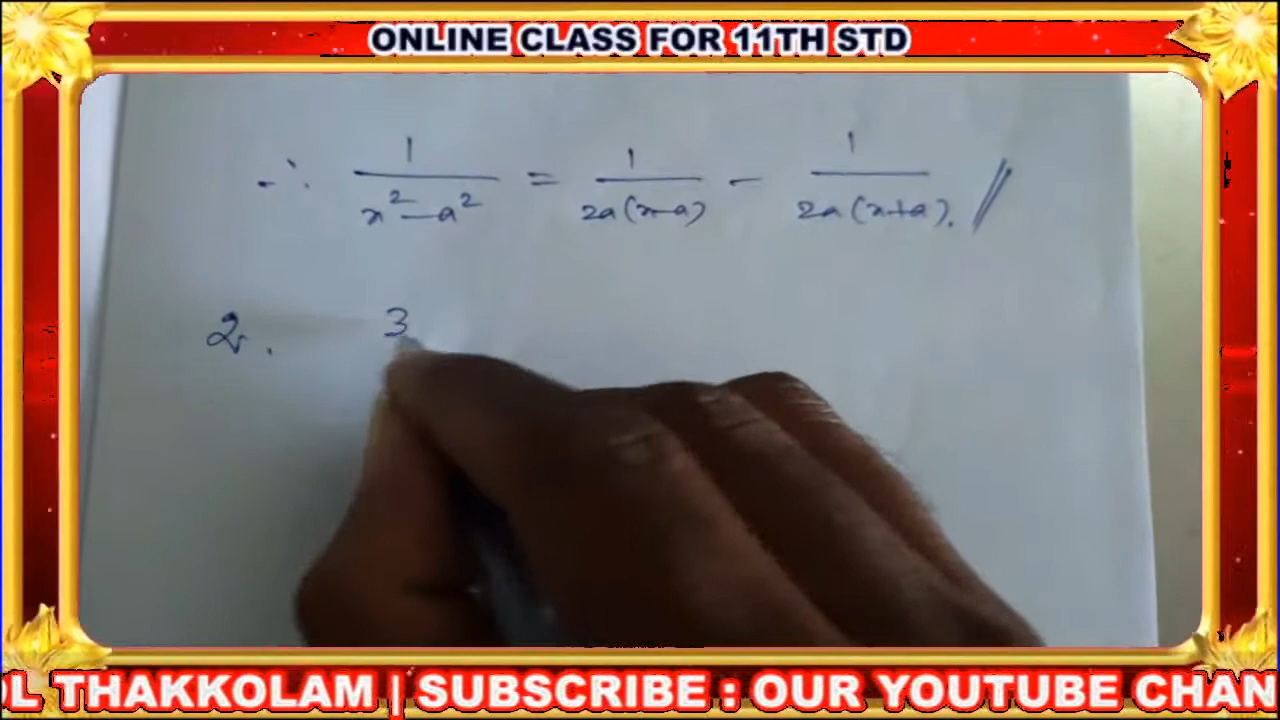 ONLINE CLASS FOR 11TH STD
∴ 1/(x²-a²) = 1/(2a(x-a)) - 1/(2a(x+a)). //
2. 3
L THAKKOLAM | SUBSCRIBE : OUR YOUTUBE CHAN